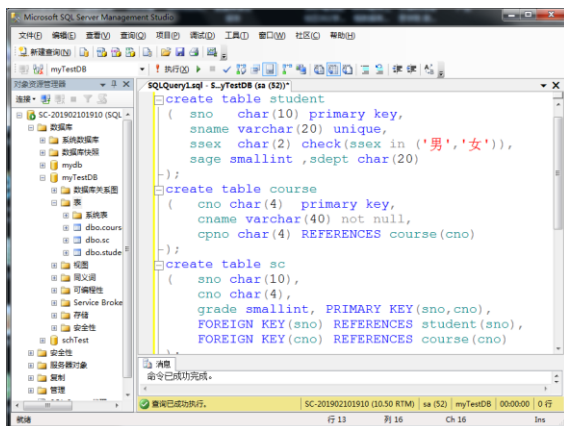 Microsoft SQL Server Management Studio
文件(F) 编辑(E) 查看(V) 查询(Q) 项目(P) 调试(D) 工具(T) 窗口(W) 社区(C) 帮助(H)
新建查询(N)
myTestDB
执行(X)
对象资源管理器
连接
SC-201902101910 (SQL
数据库
系统数据库
数据库快照
mydb
myTestDB
数据库关系图
表
系统表
dbo.cours
dbo.sc
dbo.stude
视图
同义词
可编程性
Service Broke
存储
安全性
schTest
安全性
服务器对象
复制
管理
SQLQuery1.sql - S...yTestDB (sa (52))*
create table student
( sno char(10) primary key,
sname varchar(20) unique,
ssex char(2) check(ssex in ('男','女')),
sage smallint ,sdept char(20)
);
create table course
( cno char(4) primary key,
cname varchar(40) not null,
cpno char(4) REFERENCES course(cno)
);
create table sc
( sno char(10),
cno char(4),
grade smallint, PRIMARY KEY(sno,cno),
FOREIGN KEY(sno) REFERENCES student(sno),
FOREIGN KEY(cno) REFERENCES course(cno)
消息
命令已成功完成。
查询已成功执行。 SC-201902101910 (10.50 RTM) sa (52) myTestDB 00:00:00 0 行
就绪 行 13 列 16 Ch 16 Ins